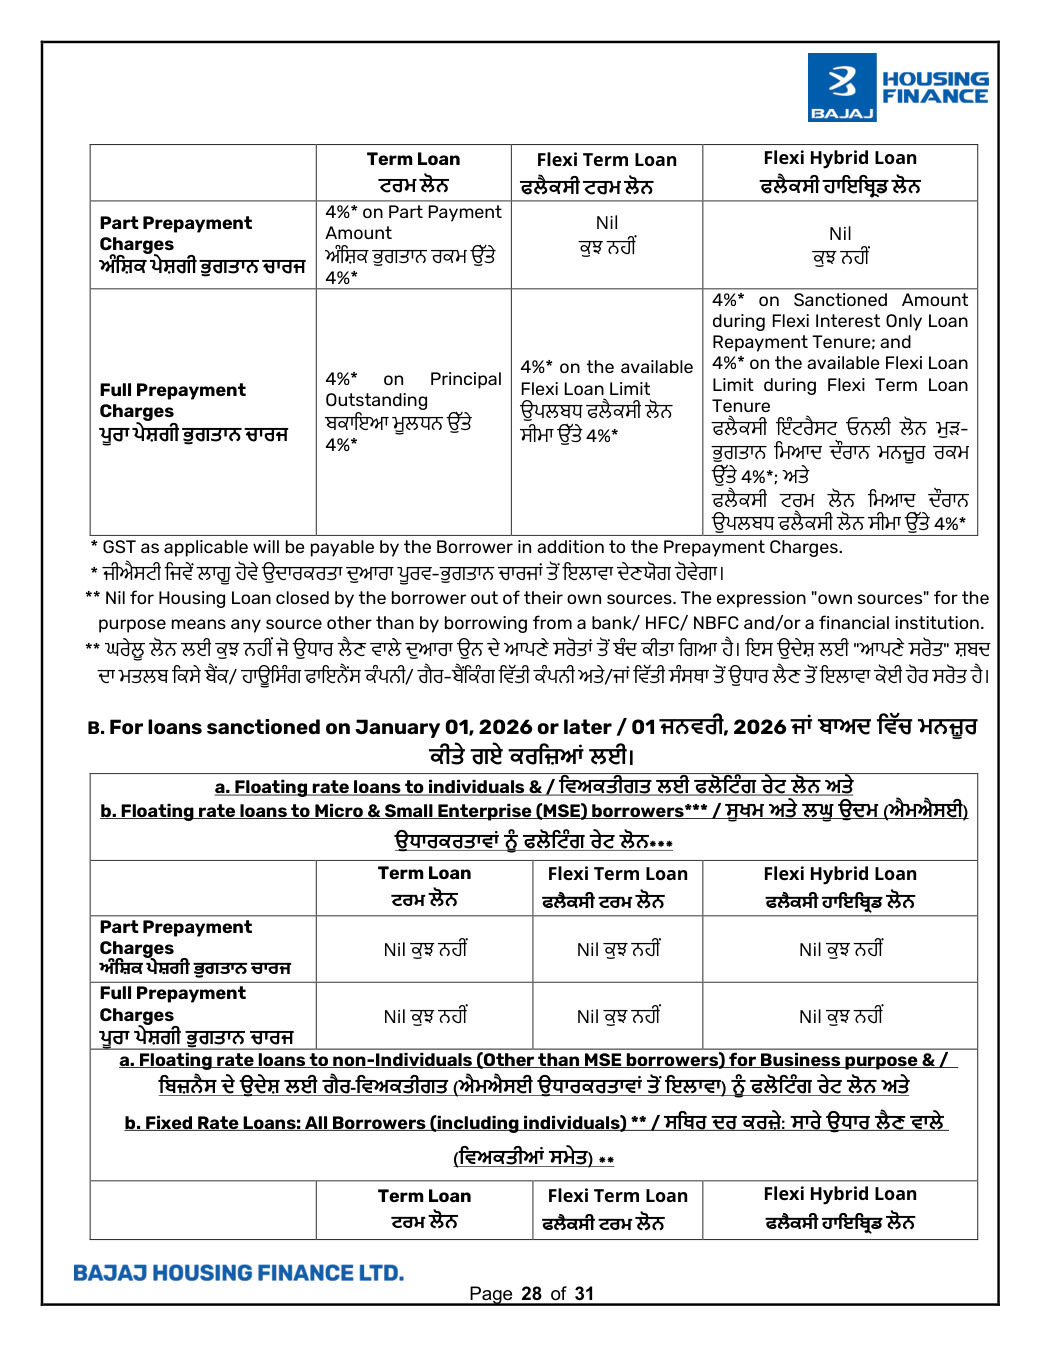 BAJAJ
HOUSING
FINANCE
Term Loan
ਟਰਮ ਲੋਨ
Flexi Term Loan
ਫਲੈਕਸੀ ਟਰਮ ਲੋਨ
Flexi Hybrid Loan
ਫਲੈਕਸੀ ਹਾਇਬ੍ਰਿਡ ਲੋਨ
Part Prepayment
Charges
ਅੰਸ਼ਿਕ ਪੇਸ਼ਗੀ ਭੁਗਤਾਨ ਚਾਰਜ
4%* on Part Payment
Amount
ਅੰਸ਼ਿਕ ਭੁਗਤਾਨ ਰਕਮ ਉੱਤੇ
4%*
Nil
ਕੁਝ ਨਹੀਂ
Nil
ਕੁਝ ਨਹੀਂ
Full Prepayment
Charges
ਪੂਰਾ ਪੇਸ਼ਗੀ ਭੁਗਤਾਨ ਚਾਰਜ
4%* on Principal
Outstanding
ਬਕਾਇਆ ਮੂਲਧਨ ਉੱਤੇ
4%*
4%* on the available
Flexi Loan Limit
ਉਪਲਬਧ ਫਲੈਕਸੀ ਲੋਨ
ਸੀਮਾ ਉੱਤੇ 4%*
4%* on Sanctioned Amount
during Flexi Interest Only Loan
Repayment Tenure; and
4%* on the available Flexi Loan
Limit during Flexi Term Loan
Tenure
ਫਲੈਕਸੀ ਇੰਟਰੈਸਟ ਓਨਲੀ ਲੋਨ ਮੁੜ-
ਭੁਗਤਾਨ ਮਿਆਦ ਦੌਰਾਨ ਮਨਜ਼ੂਰ ਰਕਮ
ਉੱਤੇ 4%*; ਅਤੇ
ਫਲੈਕਸੀ ਟਰਮ ਲੋਨ ਮਿਆਦ ਦੌਰਾਨ
ਉਪਲਬਧ ਫਲੈਕਸੀ ਲੋਨ ਸੀਮਾ ਉੱਤੇ 4%*
* GST as applicable will be payable by the Borrower in addition to the Prepayment Charges.
* ਜੀਐਸਟੀ ਜਿਵੇਂ ਲਾਗੂ ਹੋਵੇ ਉਦਾਰਕਰਤਾ ਦੁਆਰਾ ਪੂਰਵ-ਭੁਗਤਾਨ ਚਾਰਜਾਂ ਤੋਂ ਇਲਾਵਾ ਦੇਣਯੋਗ ਹੋਵੇਗਾ।
** Nil for Housing Loan closed by the borrower out of their own sources. The expression "own sources" for the
purpose means any source other than by borrowing from a bank/ HFC/ NBFC and/or a financial institution.
** ਘਰੇਲੂ ਲੋਨ ਲਈ ਕੁਝ ਨਹੀਂ ਜੋ ਉਧਾਰ ਲੈਣ ਵਾਲੇ ਦੁਆਰਾ ਉਨ ਦੇ ਆਪਣੇ ਸਰੋਤਾਂ ਤੋਂ ਬੰਦ ਕੀਤਾ ਗਿਆ ਹੈ। ਇਸ ਉਦੇਸ਼ ਲਈ "ਆਪਣੇ ਸਰੋਤ" ਸ਼ਬਦ
ਦਾ ਮਤਲਬ ਕਿਸੇ ਬੈਂਕ/ ਹਾਊਸਿੰਗ ਫਾਇਨੈਂਸ ਕੰਪਨੀ/ ਗੈਰ-ਬੈਂਕਿੰਗ ਵਿੱਤੀ ਕੰਪਨੀ ਅਤੇ/ਜਾਂ ਵਿੱਤੀ ਸੰਸਥਾ ਤੋਂ ਉਧਾਰ ਲੈਣ ਤੋਂ ਇਲਾਵਾ ਕੋਈ ਹੋਰ ਸਰੋਤ ਹੈ।
B. For loans sanctioned on January 01, 2026 or later / 01 ਜਨਵਰੀ, 2026 ਜਾਂ ਬਾਅਦ ਵਿੱਚ ਮਨਜ਼ੂਰ
ਕੀਤੇ ਗਏ ਕਰਜ਼ਿਆਂ ਲਈ।
a. Floating rate loans to individuals & / ਵਿਅਕਤੀਗਤ ਲਈ ਫਲੋਟਿੰਗ ਰੇਟ ਲੋਨ ਅਤੇ
b. Floating rate loans to Micro & Small Enterprise (MSE) borrowers*** / ਸੂਖਮ ਅਤੇ ਲਘੂ ਉਦਮ (ਐਮਐਸਈ)
ਉਧਾਰਕਰਤਾਵਾਂ ਨੂੰ ਫਲੋਟਿੰਗ ਰੇਟ ਲੋਨ***
Term Loan
ਟਰਮ ਲੋਨ
Flexi Term Loan
ਫਲੈਕਸੀ ਟਰਮ ਲੋਨ
Flexi Hybrid Loan
ਫਲੈਕਸੀ ਹਾਇਬ੍ਰਿਡ ਲੋਨ
Part Prepayment
Charges
ਅੰਸ਼ਿਕ ਪੇਸ਼ਗੀ ਭੁਗਤਾਨ ਚਾਰਜ
Nil ਕੁਝ ਨਹੀਂ
Nil ਕੁਝ ਨਹੀਂ
Nil ਕੁਝ ਨਹੀਂ
Full Prepayment
Charges
ਪੂਰਾ ਪੇਸ਼ਗੀ ਭੁਗਤਾਨ ਚਾਰਜ
Nil ਕੁਝ ਨਹੀਂ
Nil ਕੁਝ ਨਹੀਂ
Nil ਕੁਝ ਨਹੀਂ
a. Floating rate loans to non-Individuals (Other than MSE borrowers) for Business purpose & /
ਬਿਜ਼ਨੈਸ ਦੇ ਉਦੇਸ਼ ਲਈ ਗੈਰ-ਵਿਅਕਤੀਗਤ (ਐਮਐਸਈ ਉਧਾਰਕਰਤਾਵਾਂ ਤੋਂ ਇਲਾਵਾ) ਨੂੰ ਫਲੋਟਿੰਗ ਰੇਟ ਲੋਨ ਅਤੇ
b. Fixed Rate Loans: All Borrowers (including individuals) ** / ਸਥਿਰ ਦਰ ਕਰਜ਼ੇ: ਸਾਰੇ ਉਧਾਰ ਲੈਣ ਵਾਲੇ
(ਵਿਅਕਤੀਆਂ ਸਮੇਤ) **
Term Loan
ਟਰਮ ਲੋਨ
Flexi Term Loan
ਫਲੈਕਸੀ ਟਰਮ ਲੋਨ
Flexi Hybrid Loan
ਫਲੈਕਸੀ ਹਾਇਬ੍ਰਿਡ ਲੋਨ
BAJAJ HOUSING FINANCE LTD.
Page 28 of 31